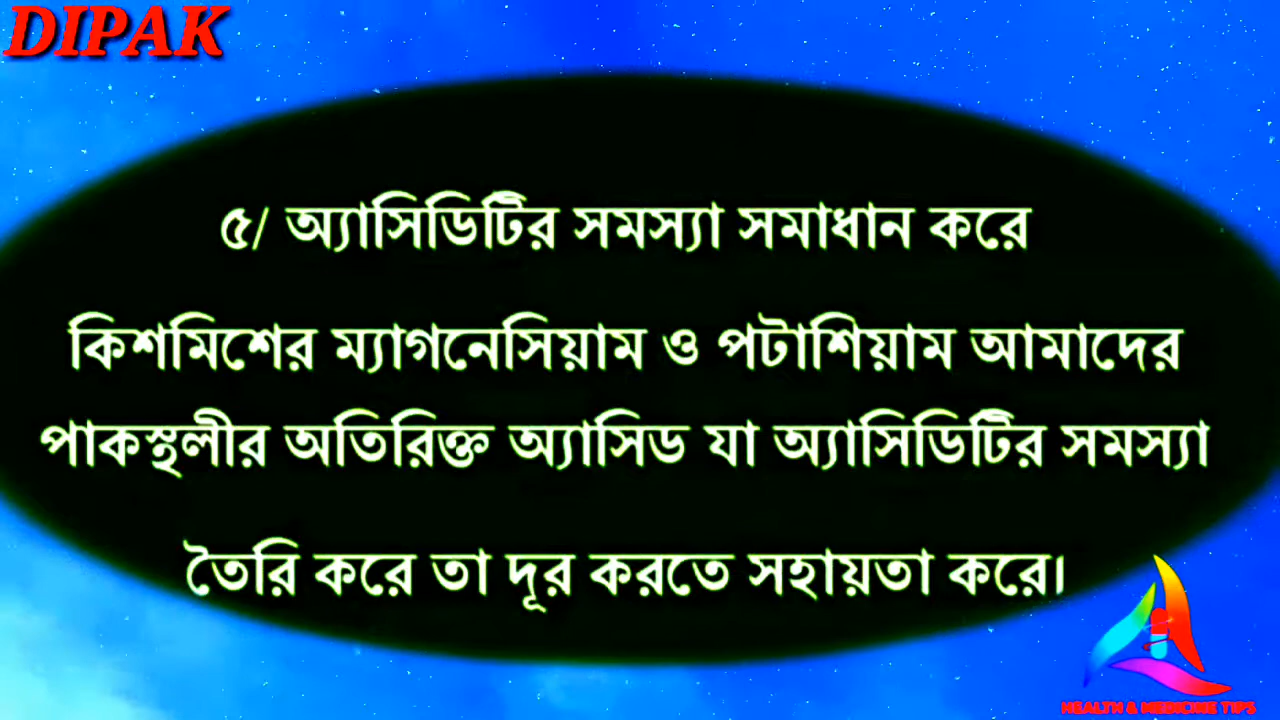 DIPAK
৫/ অ্যাসিডিটির সমস্যা সমাধান করে
কিশমিশের ম্যাগনেসিয়াম ও পটাশিয়াম আমাদের
পাকস্থলীর অতিরিক্ত অ্যাসিড যা অ্যাসিডিটির সমস্যা
তৈরি করে তা দূর করতে সহায়তা করে।
HEALTH & MEDICINE TIPS